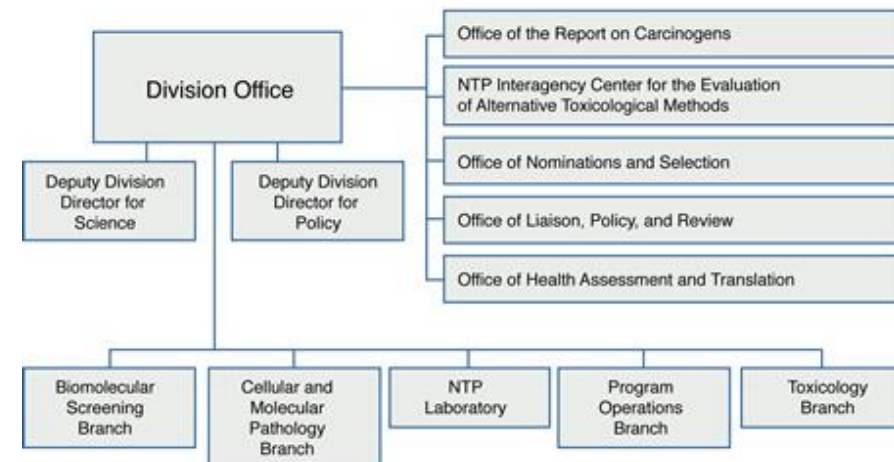 Division Office
Office of the Report on Carcinogens
NTP Interagency Center for the Evaluation
of Alternative Toxicological Methods
Office of Nominations and Selection
Office of Liaison, Policy, and Review
Office of Health Assessment and Translation
Deputy Division
Director for
Science
Deputy Division
Director for
Policy
Biomolecular
Screening
Branch
Cellular and
Molecular
Pathology
Branch
NTP
Laboratory
Program
Operations
Branch
Toxicology
Branch